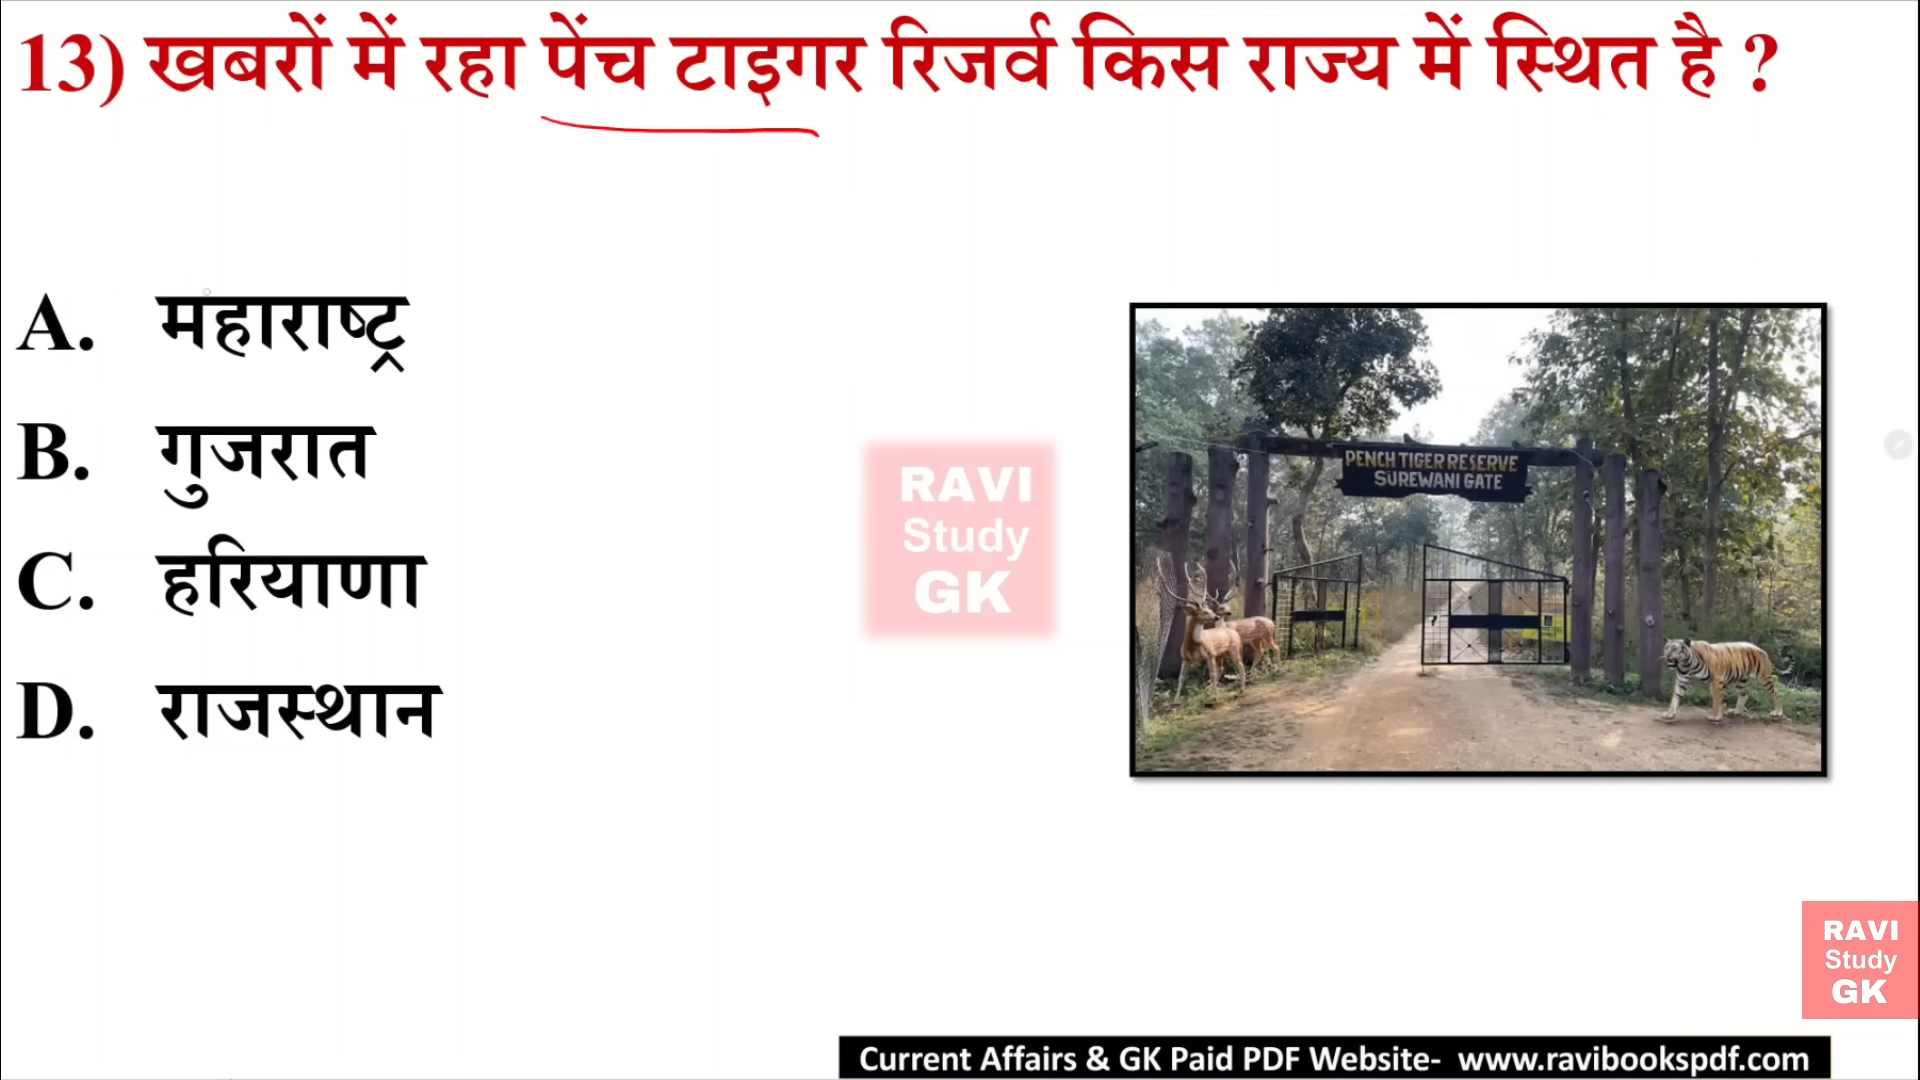 13) खबरों में रहा पेंच टाइगर रिजर्व किस राज्य में स्थित है ?
A. महाराष्ट्र
B. गुजरात
C. हरियाणा
D. राजस्थान
PENCH TIGER RESERVE
SUREWANI GATE
RAVI
Study
GK
RAVI
Study
GK
Current Affairs & GK Paid PDF Website- www.ravibookspdf.com